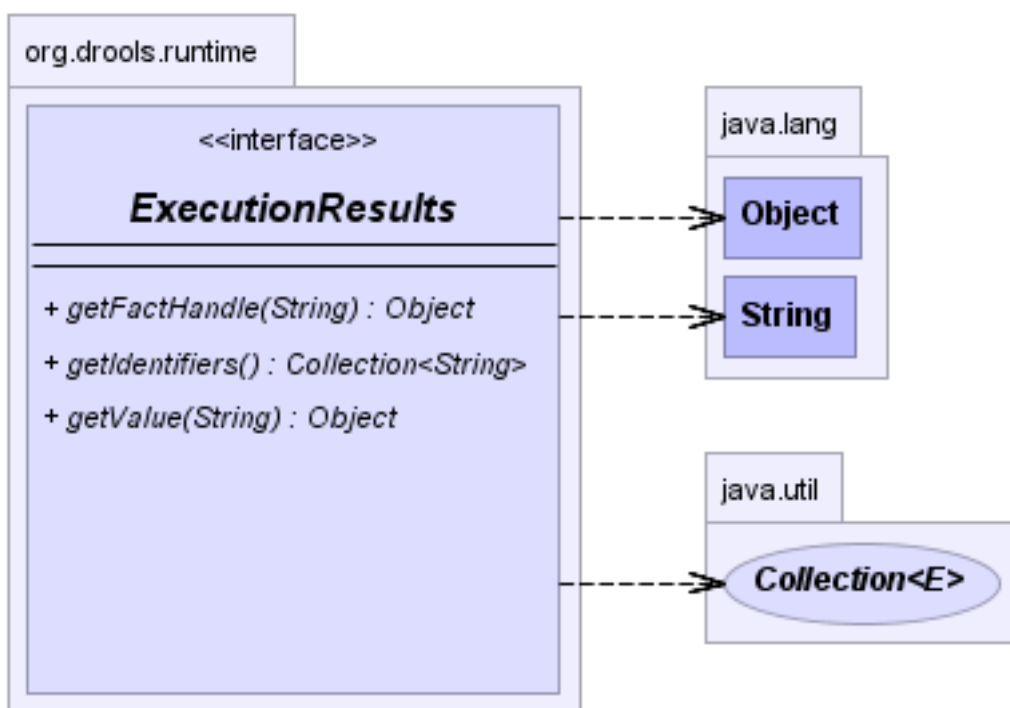 org.drools.runtime
<<interface>>
ExecutionResults
+ getFactHandle(String) : Object
+ getIdentifiers() : Collection<String>
+ getValue(String) : Object
java.lang
Object
String
java.util
Collection<E>